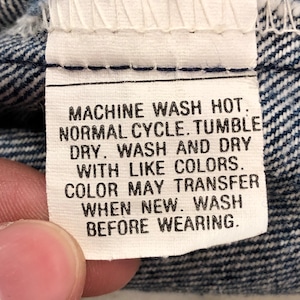 MACHINE WASH HOT.
NORMAL CYCLE. TUMBLE
DRY. WASH AND DRY
WITH LIKE COLORS.
COLOR MAY TRANSFER
WHEN NEW. WASH
BEFORE WEARING.